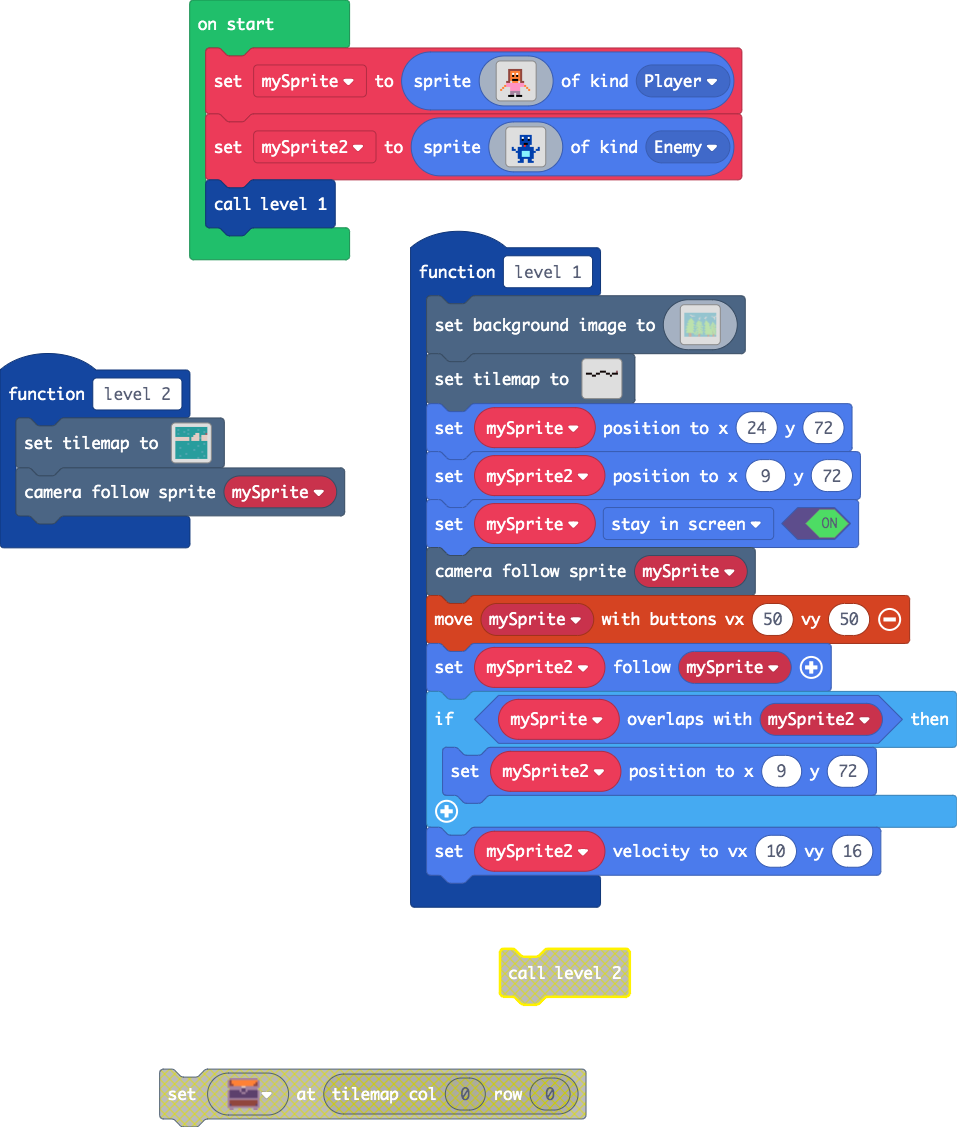 on start
set mySprite to sprite of kind Player
set mySprite2 to sprite of kind Enemy
call level 1
function level 1
set background image to
set tilemap to
set mySprite position to x 24 y 72
set mySprite2 position to x 9 y 72
set mySprite stay in screen ON
camera follow sprite mySprite
move mySprite with buttons vx 50 vy 50
set mySprite2 follow mySprite
if mySprite overlaps with mySprite2 then
set mySprite2 position to x 9 y 72
set mySprite2 velocity to vx 10 vy 16
function level 2
set tilemap to
camera follow sprite mySprite
call level 2
set at tilemap col 0 row 0